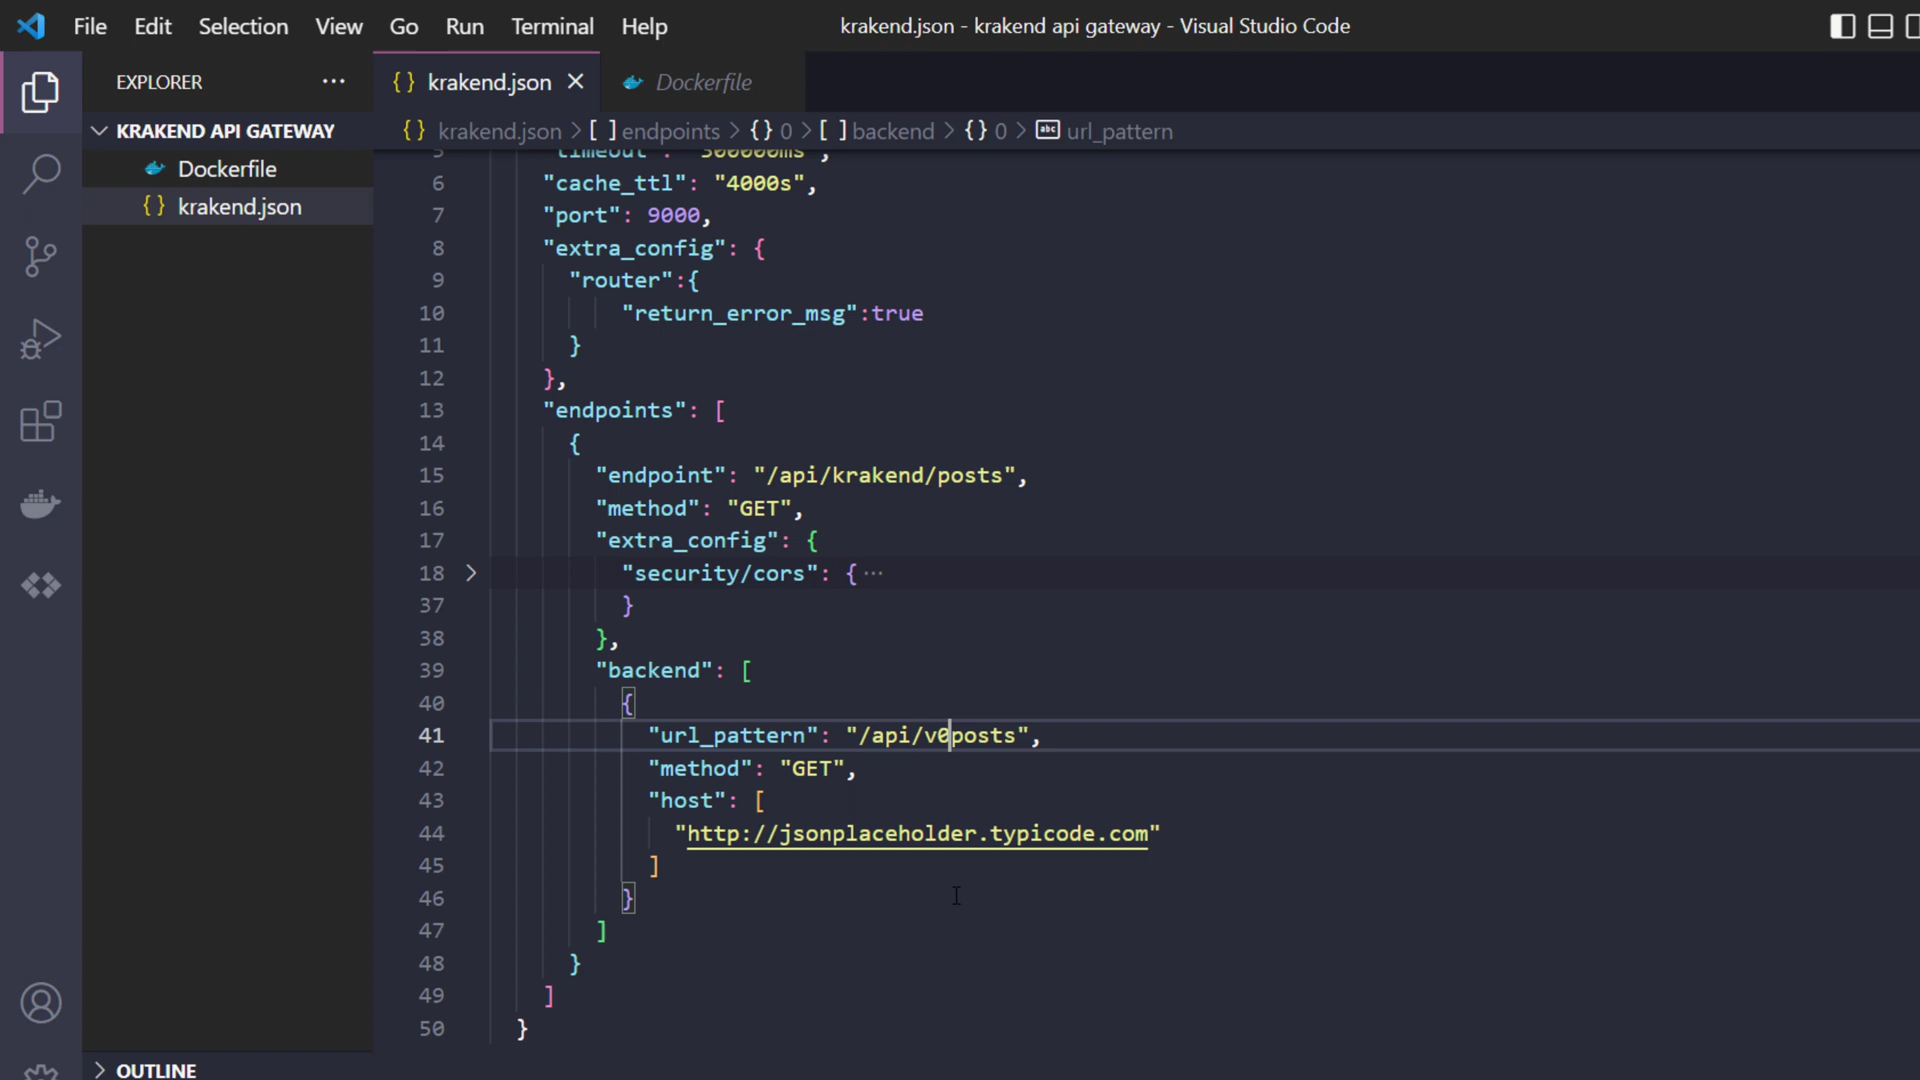 File Edit Selection View Go Run Terminal Help
krakend.json - krakend api gateway - Visual Studio Code
EXPLORER ···
KRAKEND API GATEWAY
Dockerfile
{} krakend.json
{} krakend.json × Dockerfile
{} krakend.json > [ ] endpoints > {} 0 > [ ] backend > {} 0 > abc url_pattern
5 "timeout": "300000ms",
6 "cache_ttl": "4000s",
7 "port": 9000,
8 "extra_config": {
9 "router":{
10 "return_error_msg":true
11 }
12 },
13 "endpoints": [
14 {
15 "endpoint": "/api/krakend/posts",
16 "method": "GET",
17 "extra_config": {
18 "security/cors": { ···
37 }
38 },
39 "backend": [
40 {
41 "url_pattern": "/api/v0posts",
42 "method": "GET",
43 "host": [
44 "http://jsonplaceholder.typicode.com"
45 ]
46 }
47 ]
48 }
49 ]
50 }
OUTLINE